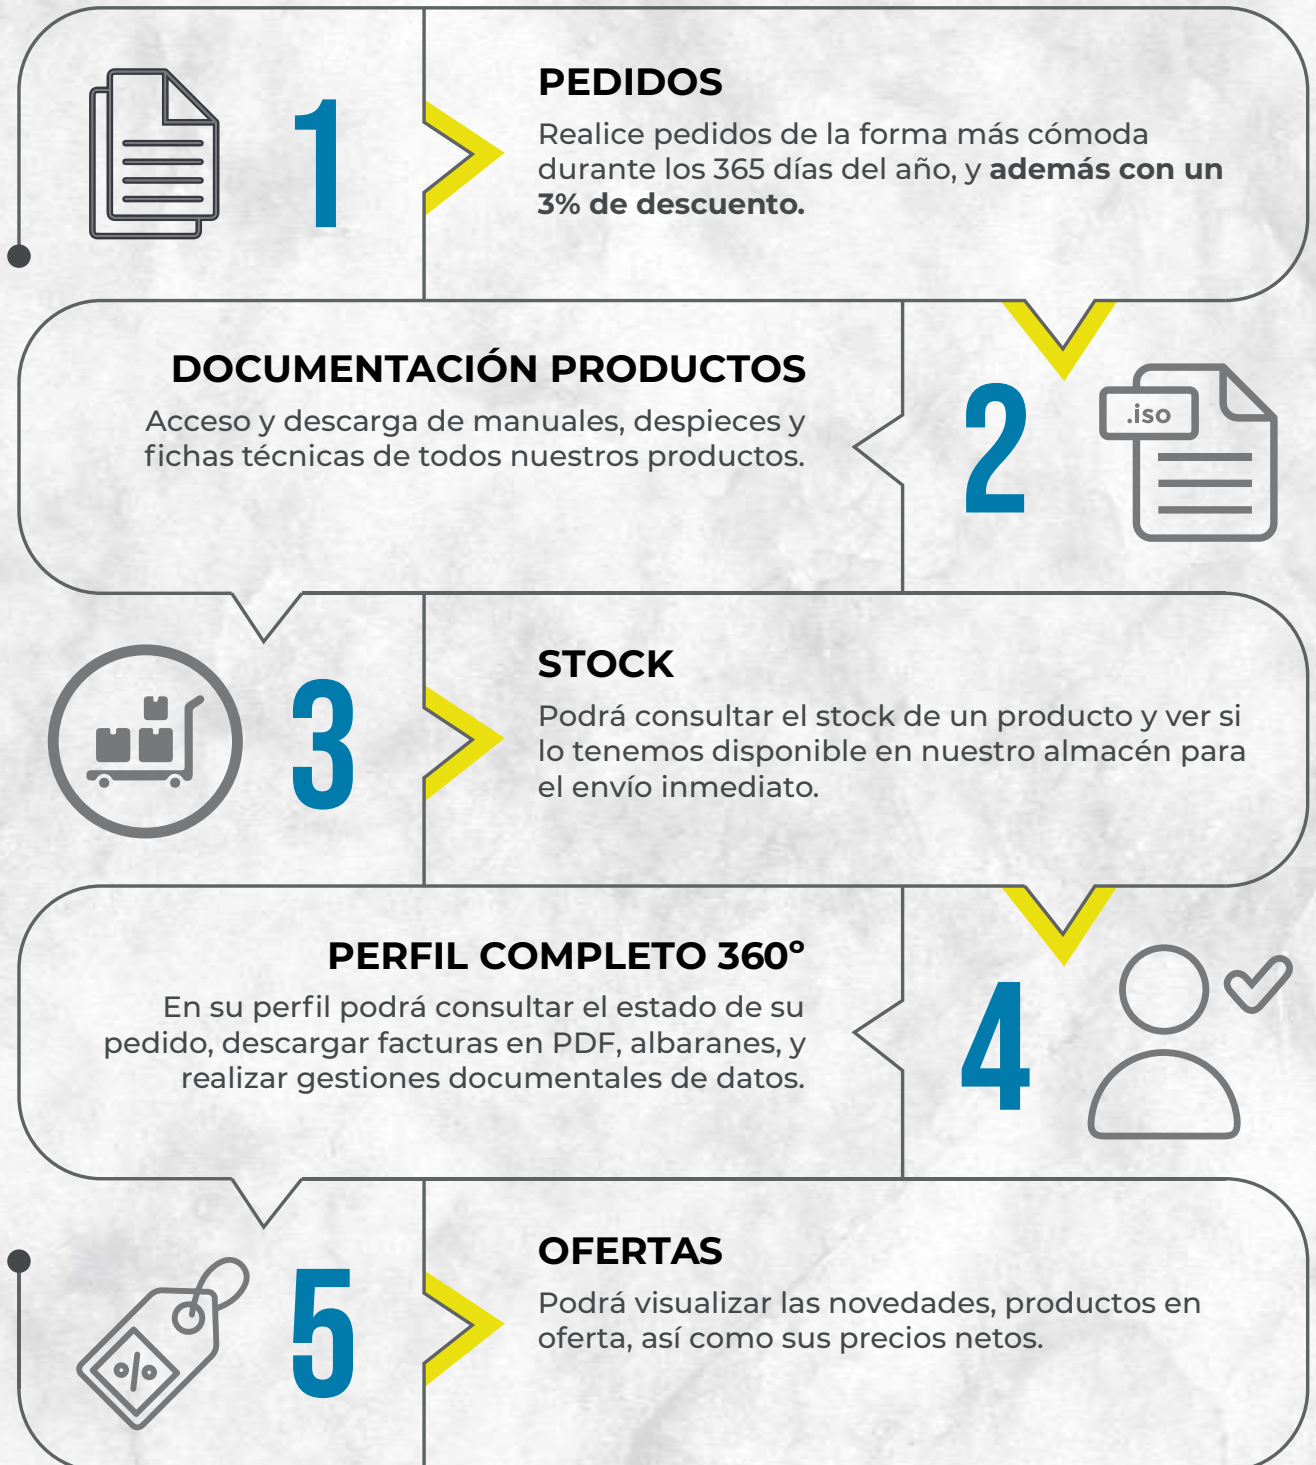 1
PEDIDOS
Realice pedidos de la forma más cómoda
durante los 365 días del año, y además con un
3% de descuento.
DOCUMENTACIÓN PRODUCTOS
Acceso y descarga de manuales, despieces y
fichas técnicas de todos nuestros productos.
2
.iso
3
STOCK
Podrá consultar el stock de un producto y ver si
lo tenemos disponible en nuestro almacén para
el envío inmediato.
PERFIL COMPLETO 360º
En su perfil podrá consultar el estado de su
pedido, descargar facturas en PDF, albaranes, y
realizar gestiones documentales de datos.
4
%
5
OFERTAS
Podrá visualizar las novedades, productos en
oferta, así como sus precios netos.